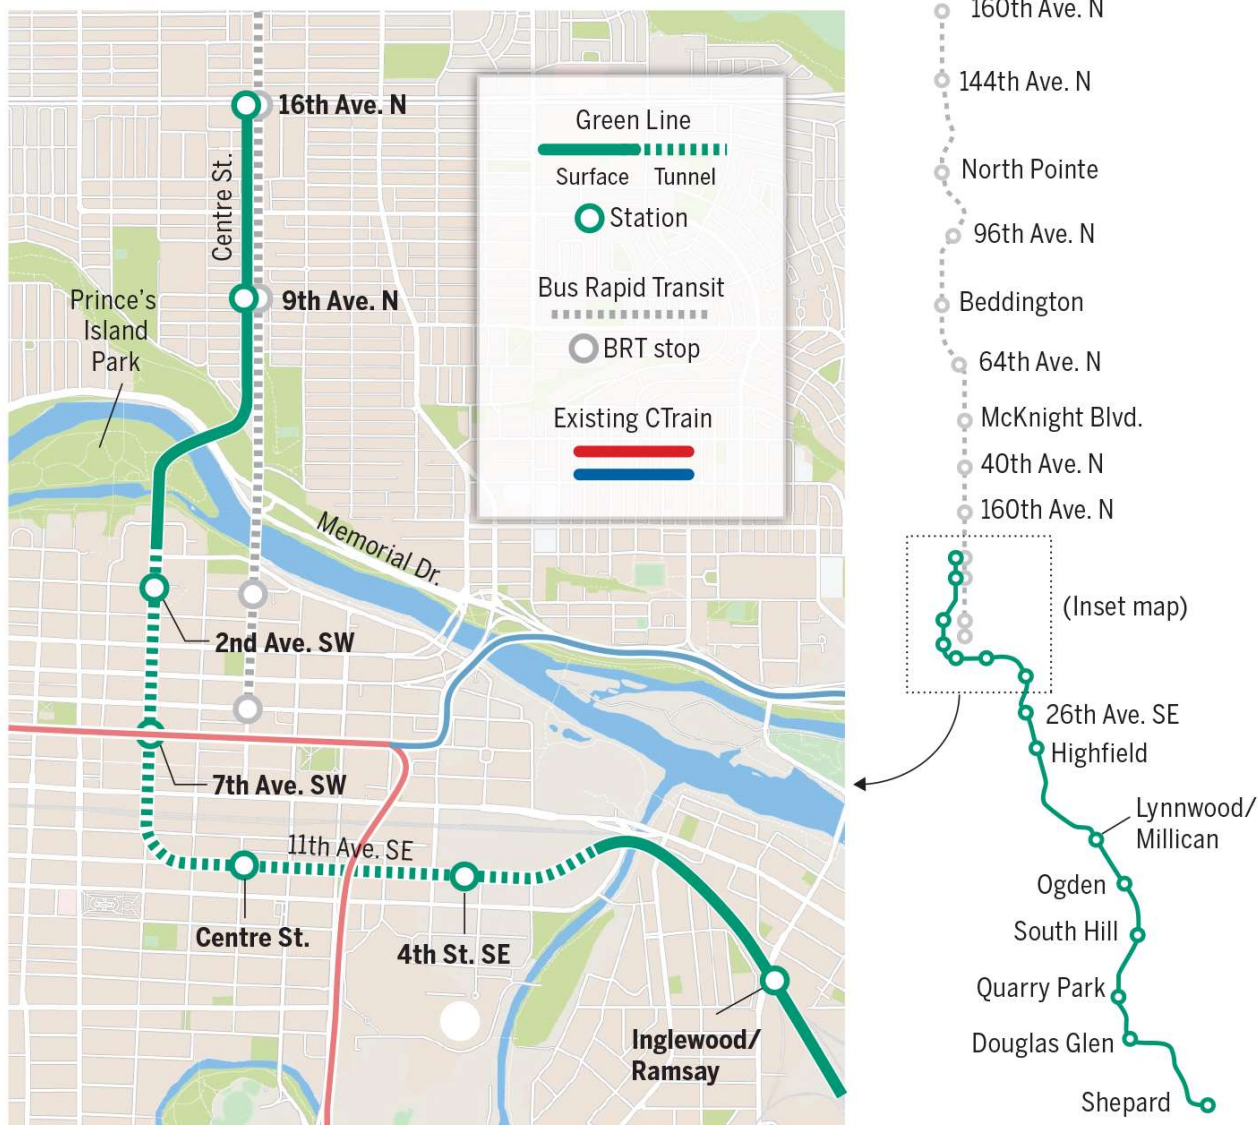 16th Ave. N
Centre St.
9th Ave. N
Prince's
Island
Park
Memorial Dr.
2nd Ave. SW
7th Ave. SW
11th Ave. SE
Centre St.
4th St. SE
Inglewood/
Ramsay
Green Line
Surface Tunnel
Station
Bus Rapid Transit
BRT stop
Existing CTrain
160th Ave. N
144th Ave. N
North Pointe
96th Ave. N
Beddington
64th Ave. N
McKnight Blvd.
40th Ave. N
160th Ave. N
(Inset map)
26th Ave. SE
Highfield
Lynnwood/
Millican
Ogden
South Hill
Quarry Park
Douglas Glen
Shepard